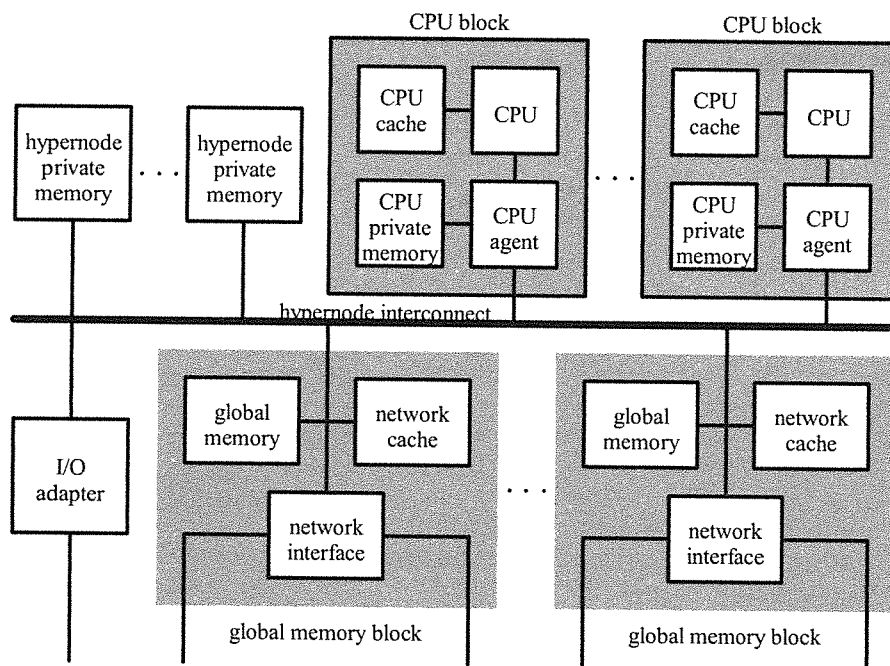 CPU block
CPU block
CPU
cache
CPU
CPU
cache
CPU
hypernode
private
memory
. . .
hypernode
private
memory
. . .
CPU
private
memory
CPU
agent
CPU
private
memory
CPU
agent
hypernode interconnect
global
memory
network
cache
global
memory
network
cache
I/O
adapter
. . .
network
interface
network
interface
global memory block
global memory block